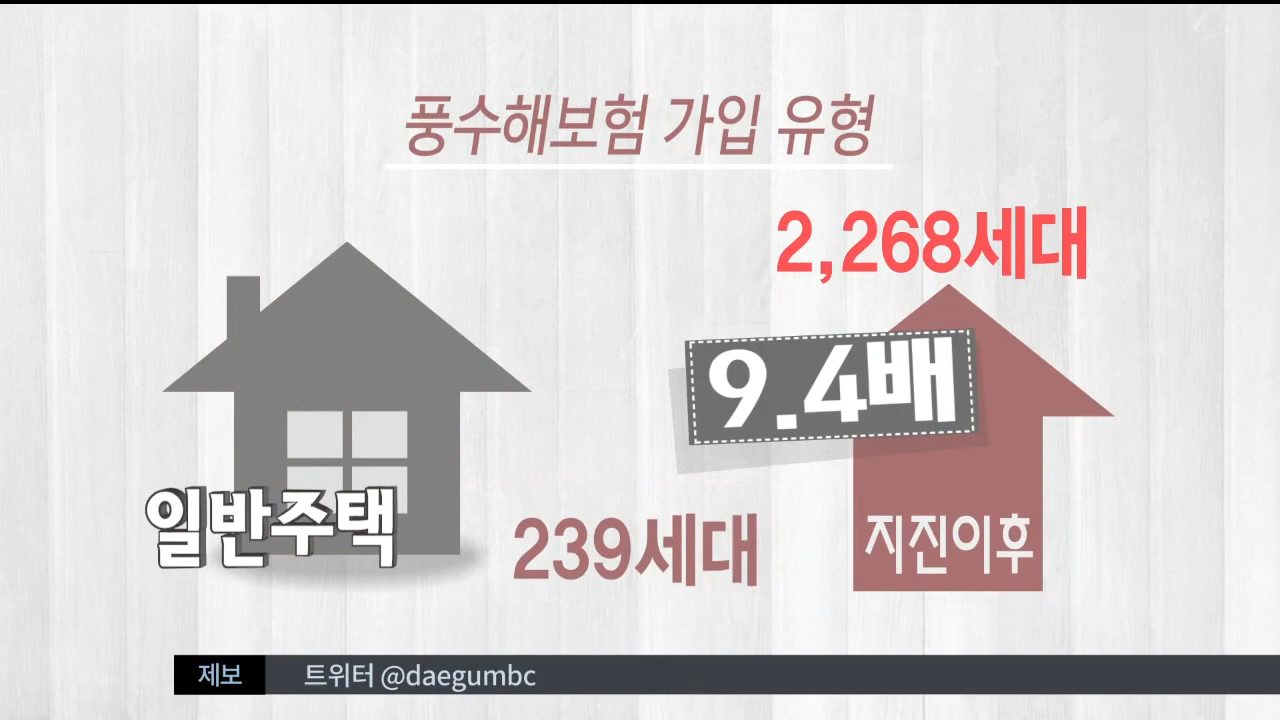 풍수해보험 가입 유형
2,268세대
9.4배
일반주택
239세대
지진이후
제보 트위터 @daegumbc